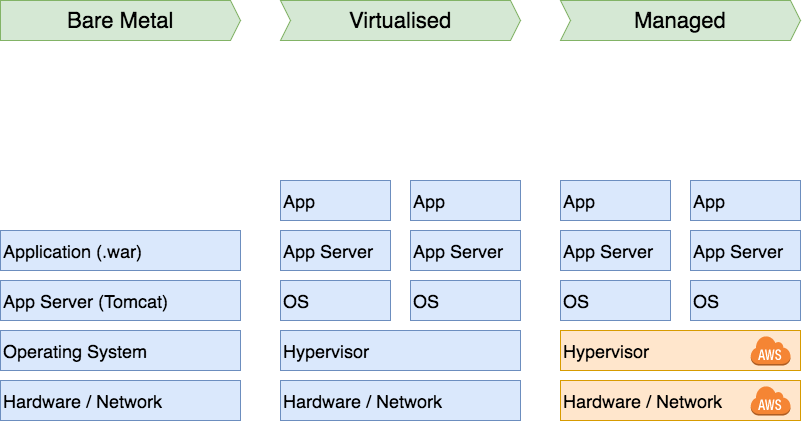 Bare Metal
Virtualised
Managed
App
App
App
App
Application (.war)
App Server
App Server
App Server
App Server
App Server (Tomcat)
OS
OS
OS
OS
Operating System
Hypervisor
Hypervisor
AWS
Hardware / Network
Hardware / Network
Hardware / Network
AWS